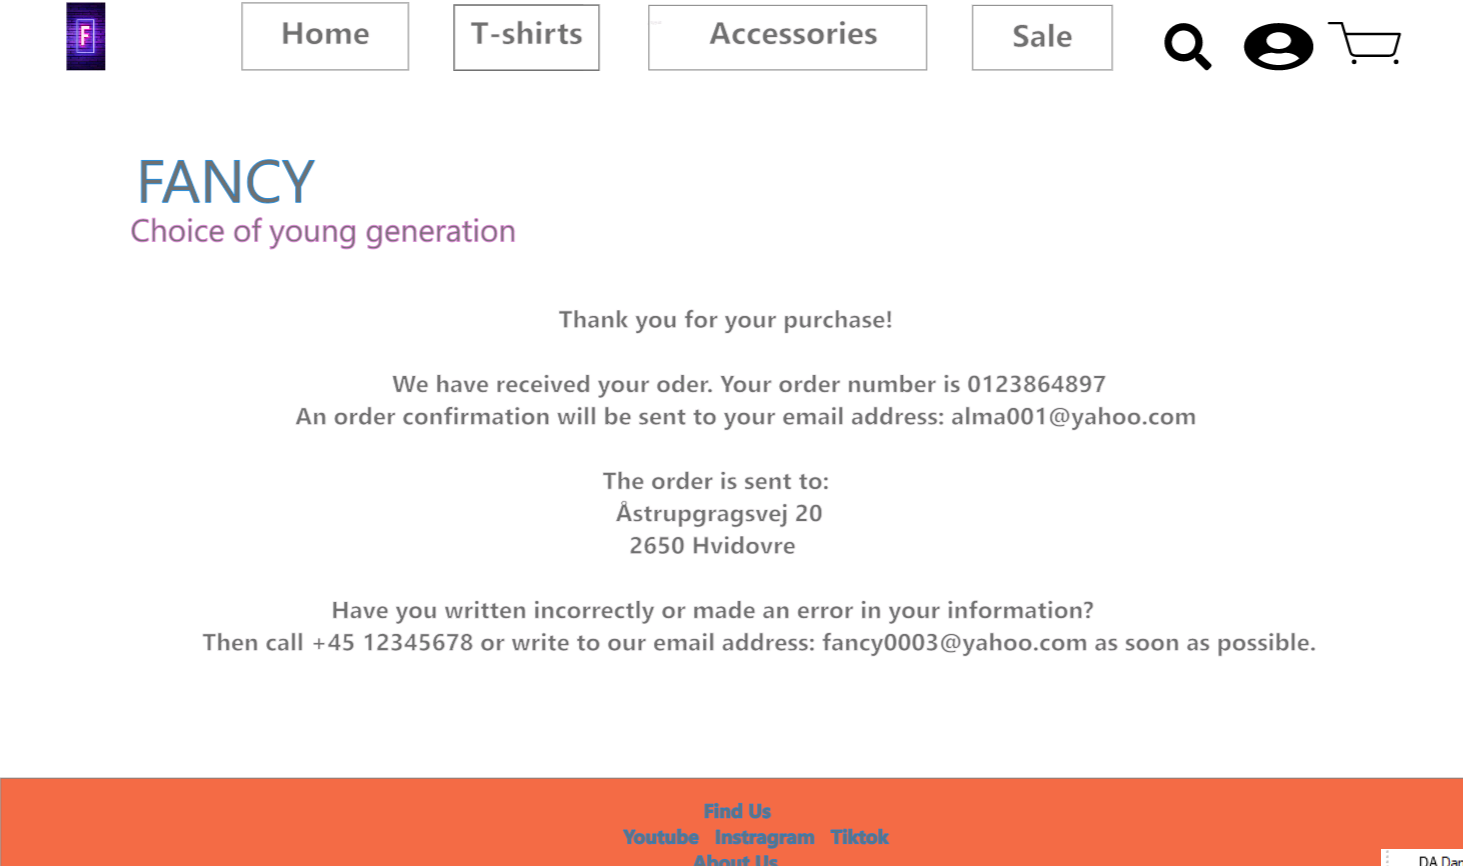 F
Home
T-shirts
Accessories
Sale
FANCY
Choice of young generation
Thank you for your purchase!
We have received your oder. Your order number is 0123864897
An order confirmation will be sent to your email address: alma001@yahoo.com
The order is sent to:
Åstrupgragsvej 20
2650 Hvidovre
Have you written incorrectly or made an error in your information?
Then call +45 12345678 or write to our email address: fancy0003@yahoo.com as soon as possible.
Find Us
Youtube Instragram Tiktok
About Us
DA